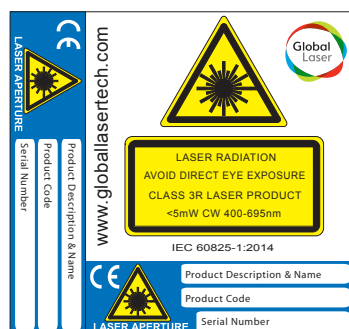 CE
LASER APERTURE
Serial Number
Product Code
Product Description & Name
www.globallasertech.com
Global
Laser
LASER RADIATION
AVOID DIRECT EYE EXPOSURE
CLASS 3R LASER PRODUCT
<5mW CW 400-695nm
IEC 60825-1:2014
CE
LASER APERTURE
Product Description & Name
Product Code
Serial Number